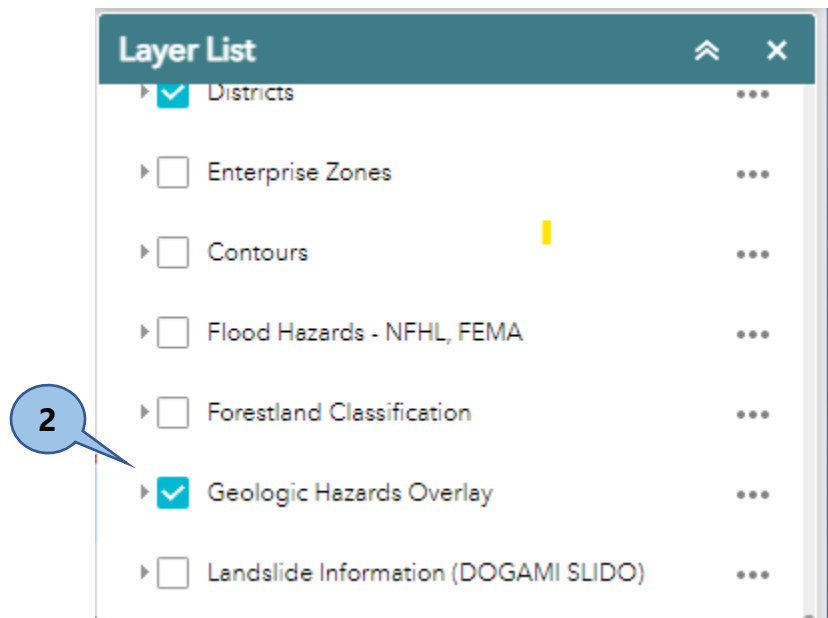 Layer List
Districts
Enterprise Zones
Contours
Flood Hazards - NFHL, FEMA
Forestland Classification
2
Geologic Hazards Overlay
Landslide Information (DOGAMI SLIDO)